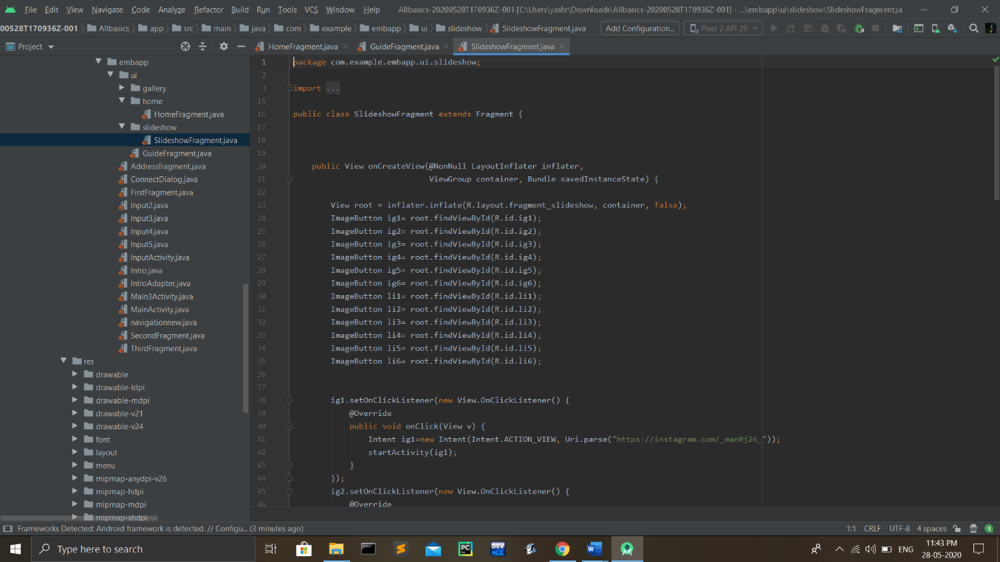 File Edit View Navigate Code Analyze Refactor Build Run Tools VCS Window Help Allbasics-20200528T170936Z-001 [C:\Users\yashr\Downloads\Allbasics-20200528T170936Z-001] - ...\embapp\ui\slideshow\SlideshowFragment.ja
00528T170936Z-001 Allbasics app src main java com example embapp ui slideshow SlideshowFragment.java Add Configuration... Pixel 2 API 29
Project HomeFragment.java GuideFragment.java SlideshowFragment.java
embapp
ui
gallery
home
HomeFragment.java
slideshow
SlideshowFragment.java
GuideFragment.java
Addressfragment.java
ConnectDialog.java
FirstFragment.java
Input2.java
Input3.java
Input4.java
Input5.java
InputActivity.java
Intro.java
IntroAdapter.java
Main3Activity.java
MainActivity.java
navigationnew.java
SecondFragment.java
ThirdFragment.java
res
drawable
drawable-ldpi
drawable-mdpi
drawable-v21
drawable-v24
font
layout
menu
mipmap-anydpi-v26
mipmap-hdpi
mipmap-mdpi
mipmap-xhdpi
1 package com.example.embapp.ui.slideshow;
2
3 import ...
15
16 public class SlideshowFragment extends Fragment {
17
18
19
20 public View onCreateView(@NonNull LayoutInflater inflater,
21 ViewGroup container, Bundle savedInstanceState) {
22
23 View root = inflater.inflate(R.layout.fragment_slideshow, container, false);
24 ImageButton ig1= root.findViewById(R.id.ig1);
25 ImageButton ig2= root.findViewById(R.id.ig2);
26 ImageButton ig3= root.findViewById(R.id.ig3);
27 ImageButton ig4= root.findViewById(R.id.ig4);
28 ImageButton ig5= root.findViewById(R.id.ig5);
29 ImageButton ig6= root.findViewById(R.id.ig6);
30 ImageButton li1= root.findViewById(R.id.li1);
31 ImageButton li2= root.findViewById(R.id.li2);
32 ImageButton li3= root.findViewById(R.id.li3);
33 ImageButton li4= root.findViewById(R.id.li4);
34 ImageButton li5= root.findViewById(R.id.li5);
35 ImageButton li6= root.findViewById(R.id.li6);
36
37
38 ig1.setOnClickListener(new View.OnClickListener() {
39 @Override
40 public void onClick(View v) {
41 Intent ig1=new Intent(Intent.ACTION_VIEW, Uri.parse("https://instagram.com/_man0j26_"));
42 startActivity(ig1);
43 }
44 });
45 ig2.setOnClickListener(new View.OnClickListener() {
46 @Override
Frameworks Detected: Android framework is detected. // Configu... (3 minutes ago) 1:1 CRLF UTF-8 4 spaces 1
Type here to search PC DEV ENG 11:43 PM
28-05-2020